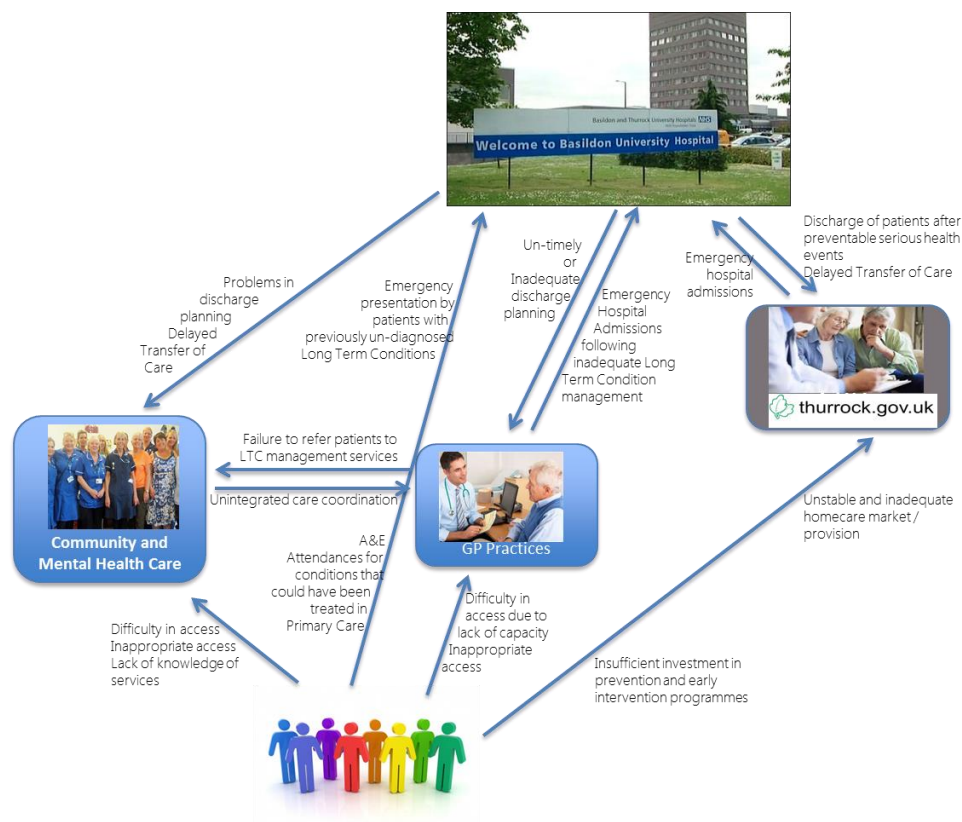 Basildon and Thurrock University Hospitals NHS
Welcome to Basildon University Hospital
Discharge of patients after
preventable serious health
events
Delayed Transfer of Care
Un-timely
or
Inadequate
discharge
planning
Emergency
hospital
admissions
Problems in
discharge
planning
Delayed
Transfer of
Care
Emergency
presentation by
patients with
previously un-diagnosed
Long Term Conditions
Emergency
Hospital
Admissions
following
inadequate Long
Term Condition
management
thurrock.gov.uk
Failure to refer patients to
LTC management services
Unintegrated care coordination
Community and
Mental Health Care
GP Practices
Unstable and inadequate
homecare market /
provision
A&E
Attendances for
conditions that
could have been
treated in
Primary Care
Difficulty in
access due to
lack of capacity
Inappropriate
access
Difficulty in access
Inappropriate access
Lack of knowledge of
services
Insufficient investment in
prevention and early
intervention programmes